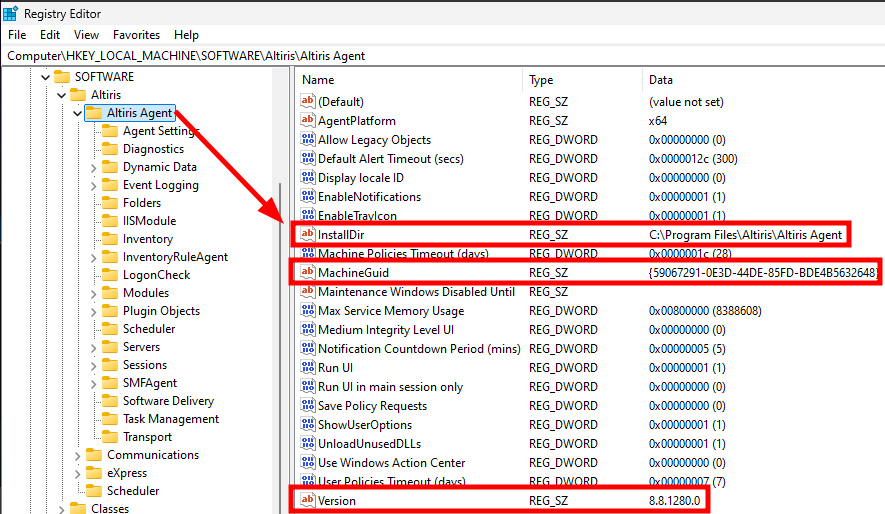 Registry Editor
File Edit View Favorites Help
Computer\HKEY_LOCAL_MACHINE\SOFTWARE\Altiris\Altiris Agent
SOFTWARE
Altiris
Altiris Agent
Agent Settings
Diagnostics
Dynamic Data
Event Logging
Folders
IISModule
Inventory
InventoryRuleAgent
LogonCheck
Modules
Plugin Objects
Scheduler
Servers
Sessions
SMFAgent
Software Delivery
Task Management
Transport
Communications
eXpress
Scheduler
Classes
Name Type Data
(Default) REG_SZ (value not set)
AgentPlatform REG_SZ x64
Allow Legacy Objects REG_DWORD 0x00000000 (0)
Default Alert Timeout (secs) REG_DWORD 0x0000012c (300)
Display locale ID REG_DWORD 0x00000000 (0)
EnableNotifications REG_DWORD 0x00000001 (1)
EnableTrayIcon REG_DWORD 0x00000001 (1)
InstallDir REG_SZ C:\Program Files\Altiris\Altiris Agent
Machine Policies Timeout (days) REG_DWORD 0x0000001c (28)
MachineGuid REG_SZ {59067291-0E3D-44DE-85FD-BDE4B5632648}
Maintenance Windows Disabled Until REG_SZ
Max Service Memory Usage REG_DWORD 0x00800000 (8388608)
Medium Integrity Level UI REG_DWORD 0x00000000 (0)
Notification Countdown Period (mins) REG_DWORD 0x00000005 (5)
Run UI REG_DWORD 0x00000001 (1)
Run UI in main session only REG_DWORD 0x00000000 (0)
Save Policy Requests REG_DWORD 0x00000000 (0)
ShowUserOptions REG_DWORD 0x00000001 (1)
UnloadUnusedDLLs REG_DWORD 0x00000001 (1)
Use Windows Action Center REG_DWORD 0x00000000 (0)
User Policies Timeout (days) REG_DWORD 0x00000007 (7)
Version REG_SZ 8.8.1280.0